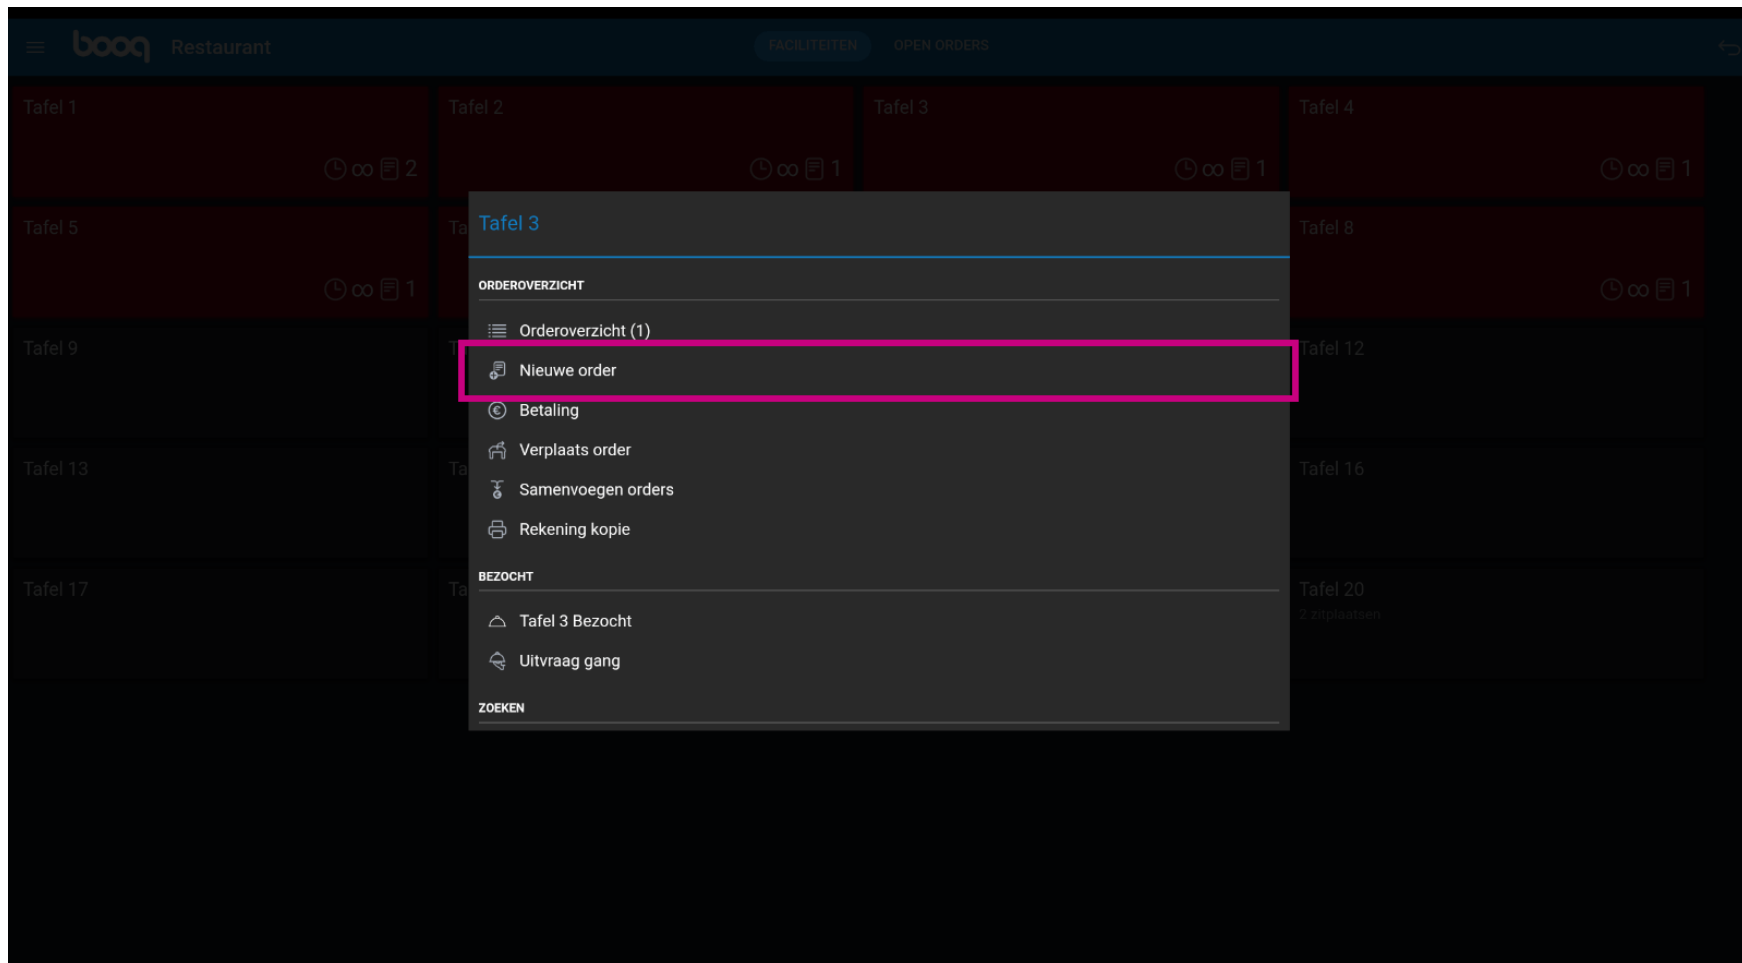 booq Restaurant FACILITEITEN OPEN ORDERS
Tafel 1 Tafel 2 Tafel 3 Tafel 4
2 1 1 1
Tafel 5 Ta Tafel 8
1 1
Tafel 9 T Tafel 12
Tafel 13 Ta Tafel 16
Tafel 17 Ta Tafel 20
2 zitplaatsen
Tafel 3
ORDEROVERZICHT
Orderoverzicht (1)
Nieuwe order
Betaling
Verplaats order
Samenvoegen orders
Rekening kopie
BEZOCHT
Tafel 3 Bezocht
Uitvraag gang
ZOEKEN